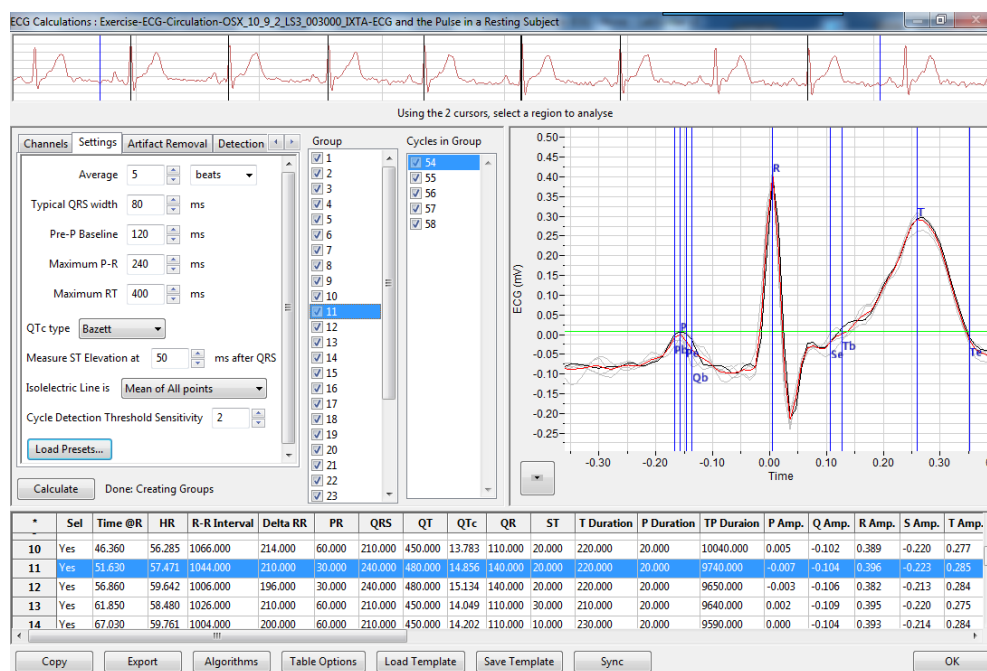 ECG Calculations : Exercise-ECG-Circulation-OSX_10_9_2_LS3_003000_IXTA-ECG and the Pulse in a Resting Subject
Using the 2 cursors, select a region to analyse
Channels Settings Artifact Removal Detection
Average 5 beats
Typical QRS width 80 ms
Pre-P Baseline 120 ms
Maximum P-R 240 ms
Maximum RT 400 ms
QTc type Bazett
Measure ST Elevation at 50 ms after QRS
Isolelectric Line is Mean of All points
Cycle Detection Threshold Sensitivity 2
Load Presets...
Calculate Done: Creating Groups
Group
1
2
3
4
5
6
7
8
9
10
11
12
13
14
15
16
17
18
19
20
21
22
23
Cycles in Group
54
55
56
57
58
ECG (mV)
0.50
0.45
0.40
0.35
0.30
0.25
0.20
0.15
0.10
0.05
0.00
-0.05
-0.10
-0.15
-0.20
-0.25
R
T
P
Pb Pe Se Tb Te
Qb
-0.30 -0.20 -0.10 0.00 0.10 0.20 0.30
Time
* Sel Time @R HR R-R Interval Delta RR PR QRS QT QTc QR ST T Duration P Duration TP Duraion P Amp. Q Amp. R Amp. S Amp. T Amp.
10 Yes 46.360 56.285 1066.000 214.000 60.000 210.000 450.000 13.783 110.000 20.000 220.000 20.000 10040.000 0.005 -0.102 0.389 -0.220 0.277
11 Yes 51.630 57.471 1044.000 210.000 30.000 240.000 480.000 14.856 140.000 20.000 220.000 20.000 9740.000 -0.007 -0.104 0.396 -0.223 0.285
12 Yes 56.860 59.642 1006.000 196.000 30.000 240.000 480.000 15.134 140.000 20.000 220.000 20.000 9650.000 -0.003 -0.106 0.382 -0.213 0.284
13 Yes 61.850 58.480 1026.000 210.000 60.000 210.000 450.000 14.049 110.000 30.000 210.000 20.000 9640.000 0.002 -0.109 0.395 -0.220 0.275
14 Yes 67.030 59.761 1004.000 200.000 60.000 210.000 450.000 14.202 110.000 10.000 230.000 20.000 9590.000 0.000 -0.104 0.393 -0.214 0.284
Copy Export Algorithms Table Options Load Template Save Template Sync OK